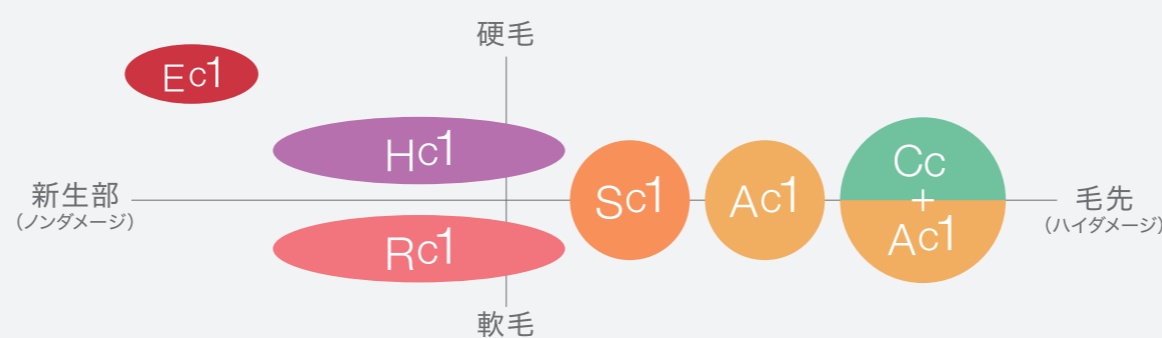 硬毛
Ec1
Hc1
新生部
(ノンダメージ)
Sc1
Ac1
Cc
+
Ac1
毛先
(ハイダメージ)
Rc1
軟毛